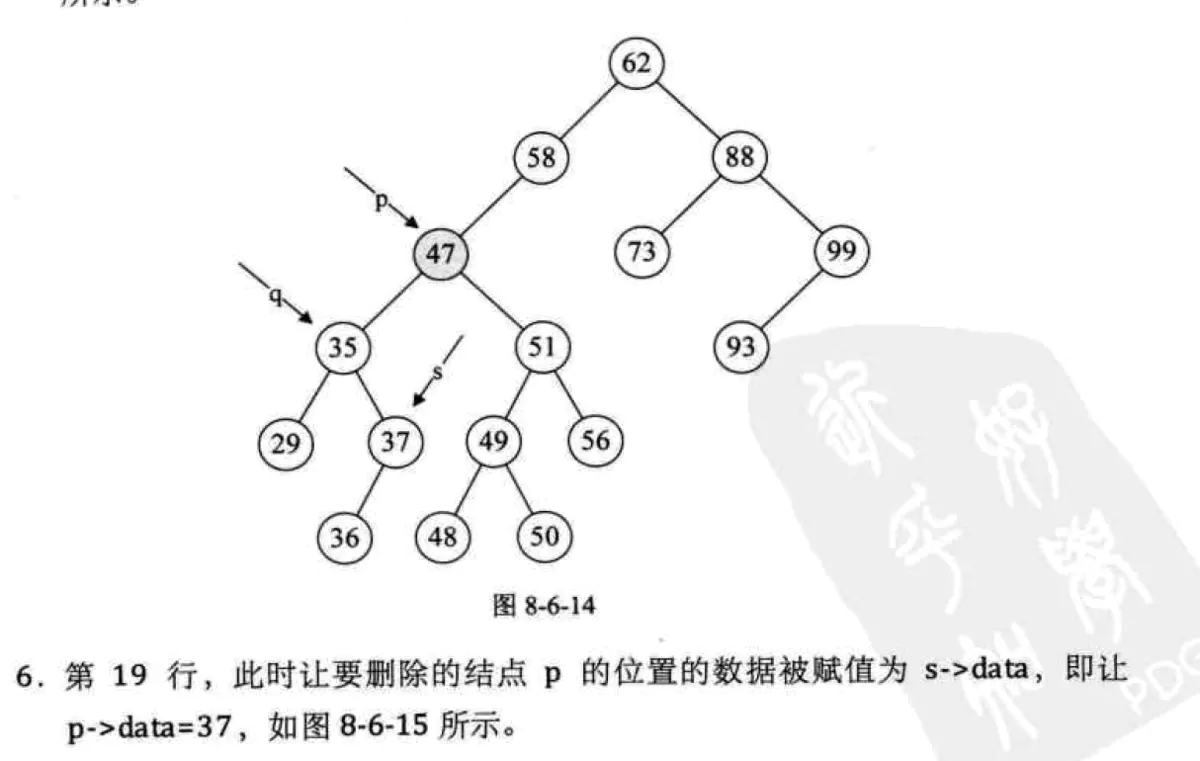 所示。
62
58
88
p
47
73
99
q
35
s
51
93
29
37
49
56
36
48
50
图 8-6-14
6. 第 19 行，此时让要删除的结点 p 的位置的数据被赋值为 s->data，即让
p->data=37，如图 8-6-15 所示。
PDG